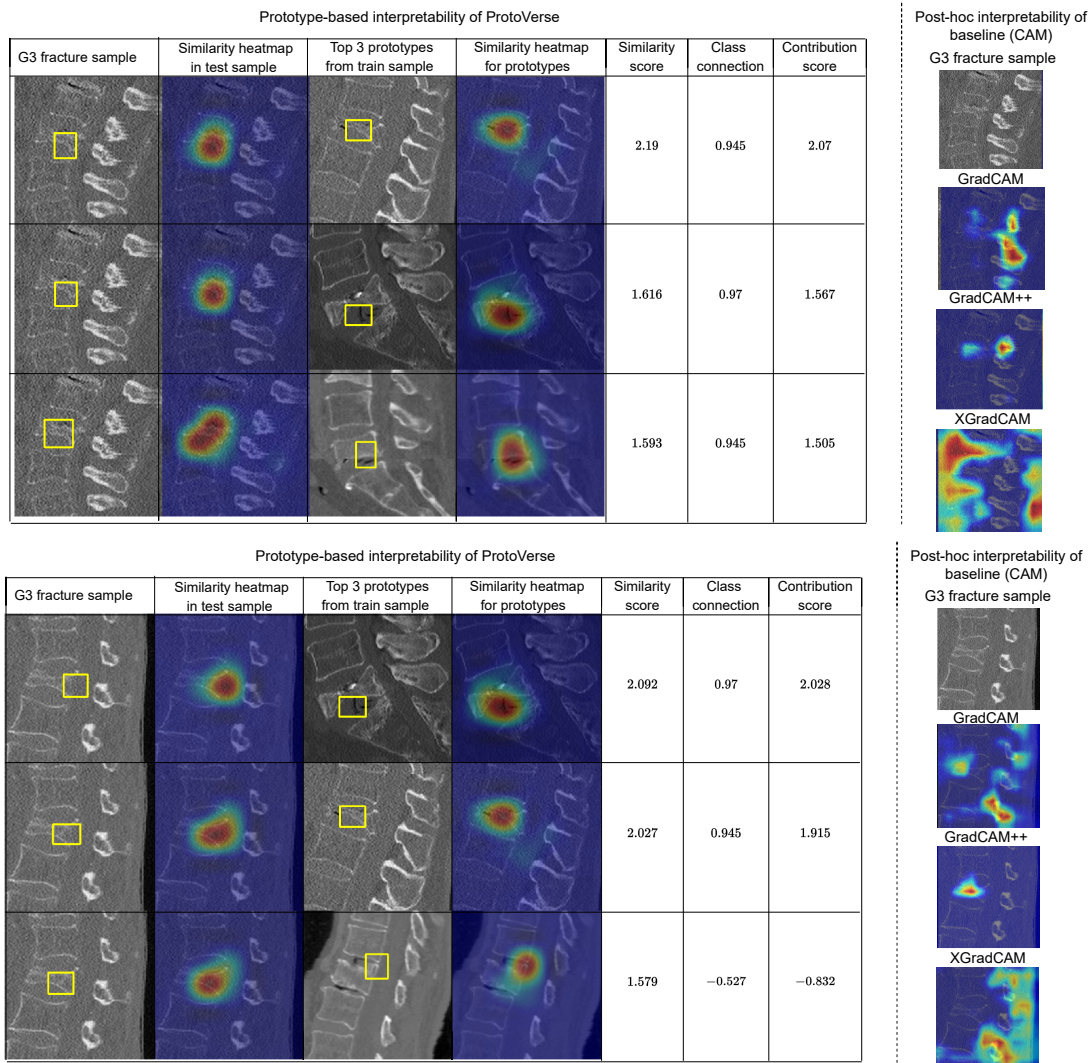 Prototype-based interpretability of ProtoVerse
G3 fracture sample
Similarity heatmap
in test sample
Top 3 prototypes
from train sample
Similarity heatmap
for prototypes
Similarity
score
Class
connection
Contribution
score
2.19
0.945
2.07
1.616
0.97
1.567
1.593
0.945
1.505
Post-hoc interpretability of
baseline (CAM)
G3 fracture sample
GradCAM
GradCAM++
XGradCAM
Prototype-based interpretability of ProtoVerse
G3 fracture sample
Similarity heatmap
in test sample
Top 3 prototypes
from train sample
Similarity heatmap
for prototypes
Similarity
score
Class
connection
Contribution
score
2.092
0.97
2.028
2.027
0.945
1.915
1.579
−0.527
−0.832
Post-hoc interpretability of
baseline (CAM)
G3 fracture sample
GradCAM
GradCAM++
XGradCAM